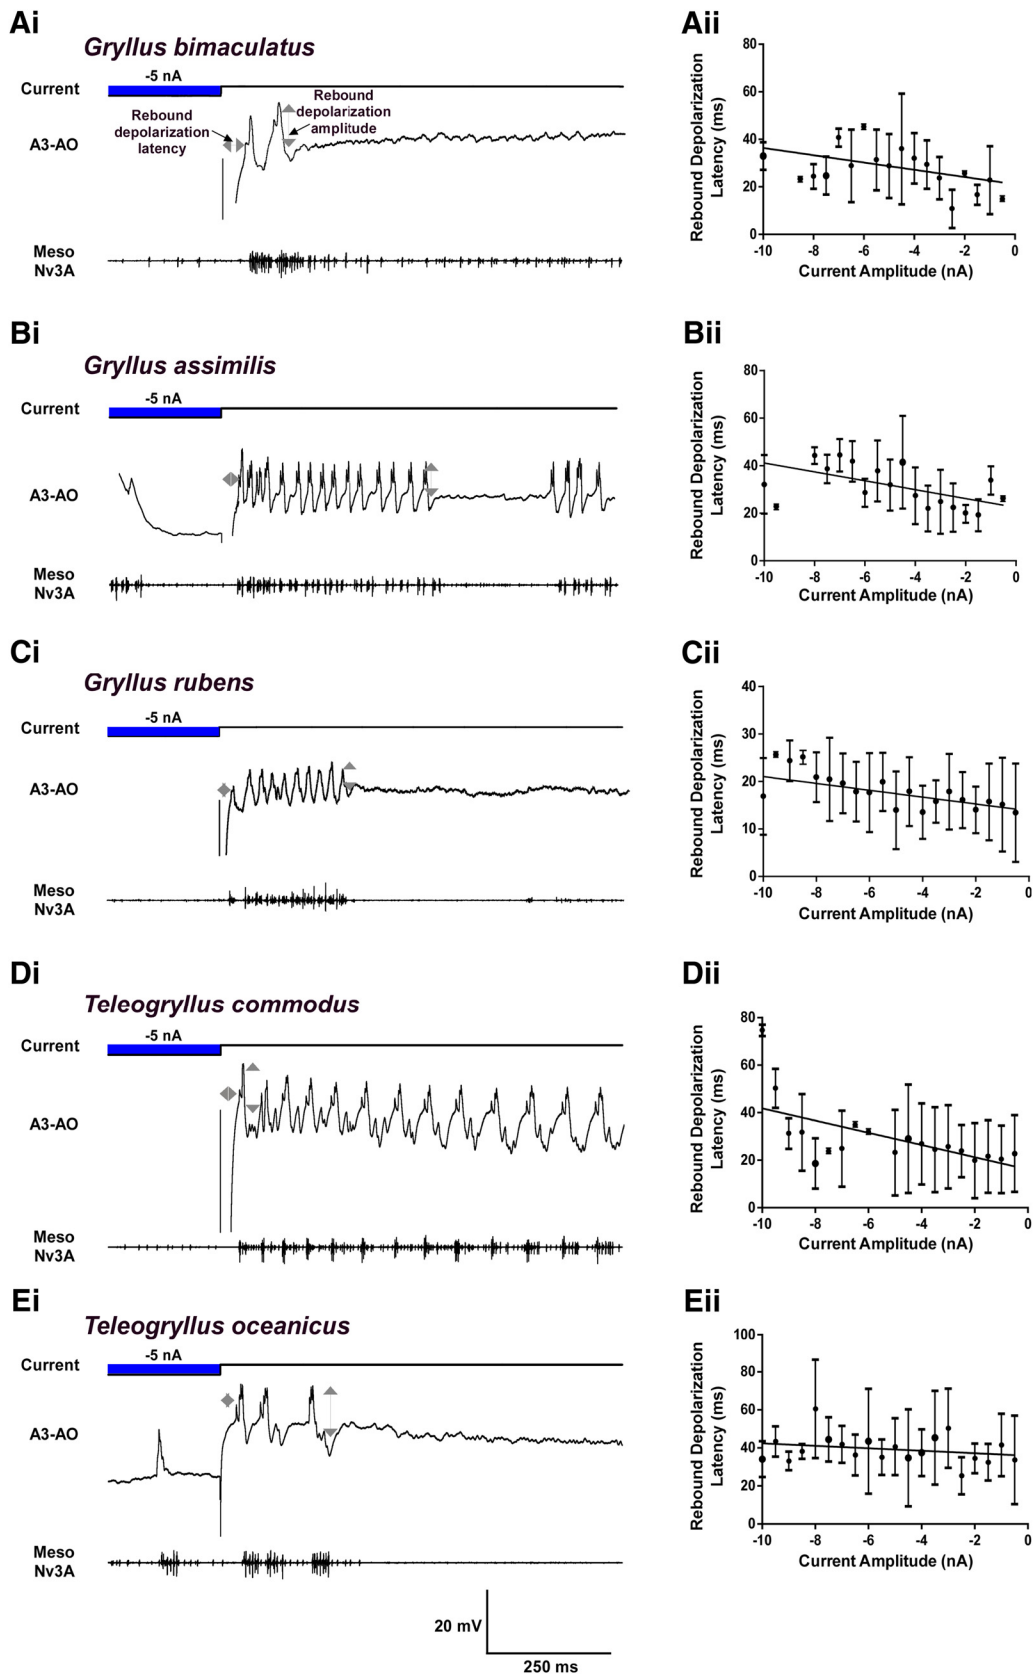 Ai
Gryllus bimaculatus
Current
-5 nA
Rebound
depolarization
latency
Rebound
depolarization
amplitude
A3-AO
Meso
Nv3A
Aii
Rebound Depolarization
Latency (ms)
80
60
40
20
0
-10
-8
-6
-4
-2
0
Current Amplitude (nA)
Bi
Gryllus assimilis
Current
-5 nA
A3-AO
Meso
Nv3A
Bii
Rebound Depolarization
Latency (ms)
80
60
40
20
0
-10
-8
-6
-4
-2
0
Current Amplitude (nA)
Ci
Gryllus rubens
Current
-5 nA
A3-AO
Meso
Nv3A
Cii
Rebound Depolarization
Latency (ms)
40
30
20
10
0
-10
-8
-6
-4
-2
0
Current Amplitude (nA)
Di
Teleogryllus commodus
Current
-5 nA
A3-AO
Meso
Nv3A
Dii
Rebound Depolarization
Latency (ms)
80
60
40
20
0
-10
-8
-6
-4
-2
0
Current Amplitude (nA)
Ei
Teleogryllus oceanicus
Current
-5 nA
A3-AO
Meso
Nv3A
Eii
Rebound Depolarization
Latency (ms)
100
80
60
40
20
0
-10
-8
-6
-4
-2
0
Current Amplitude (nA)
20 mV
250 ms